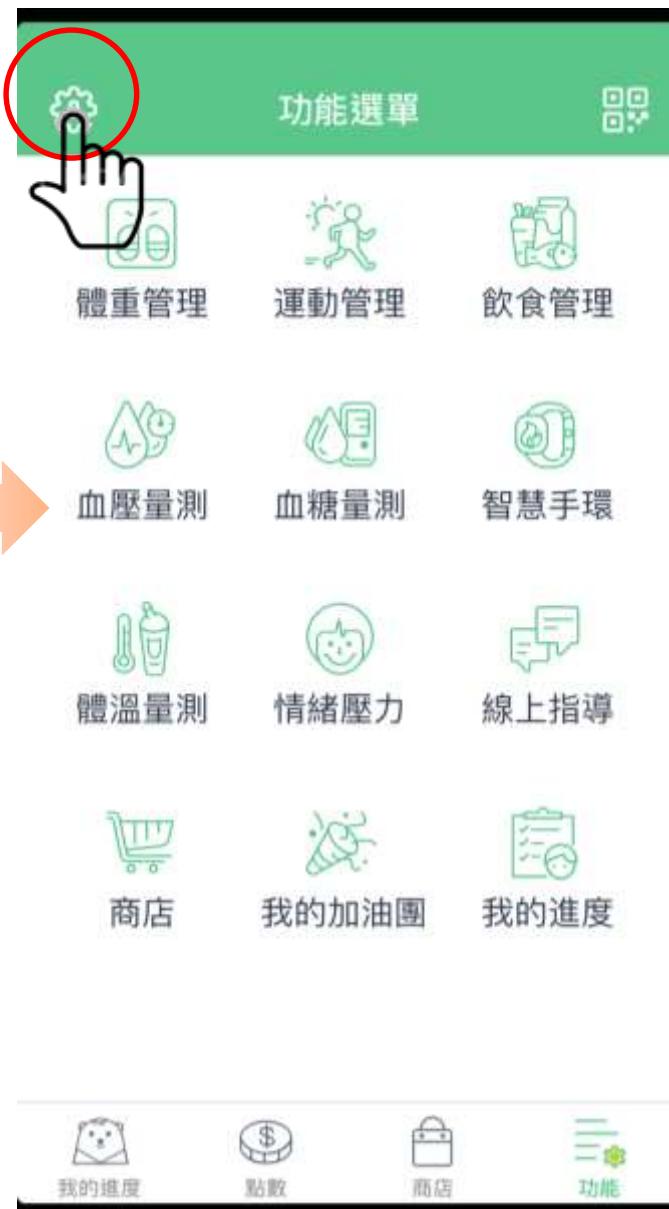 功能選單
體重管理 運動管理 飲食管理
血壓量測 血糖量測 智慧手環
體溫量測 情緒壓力 線上指導
商店 我的加油團 我的進度
我的進度 點數 商店 功能